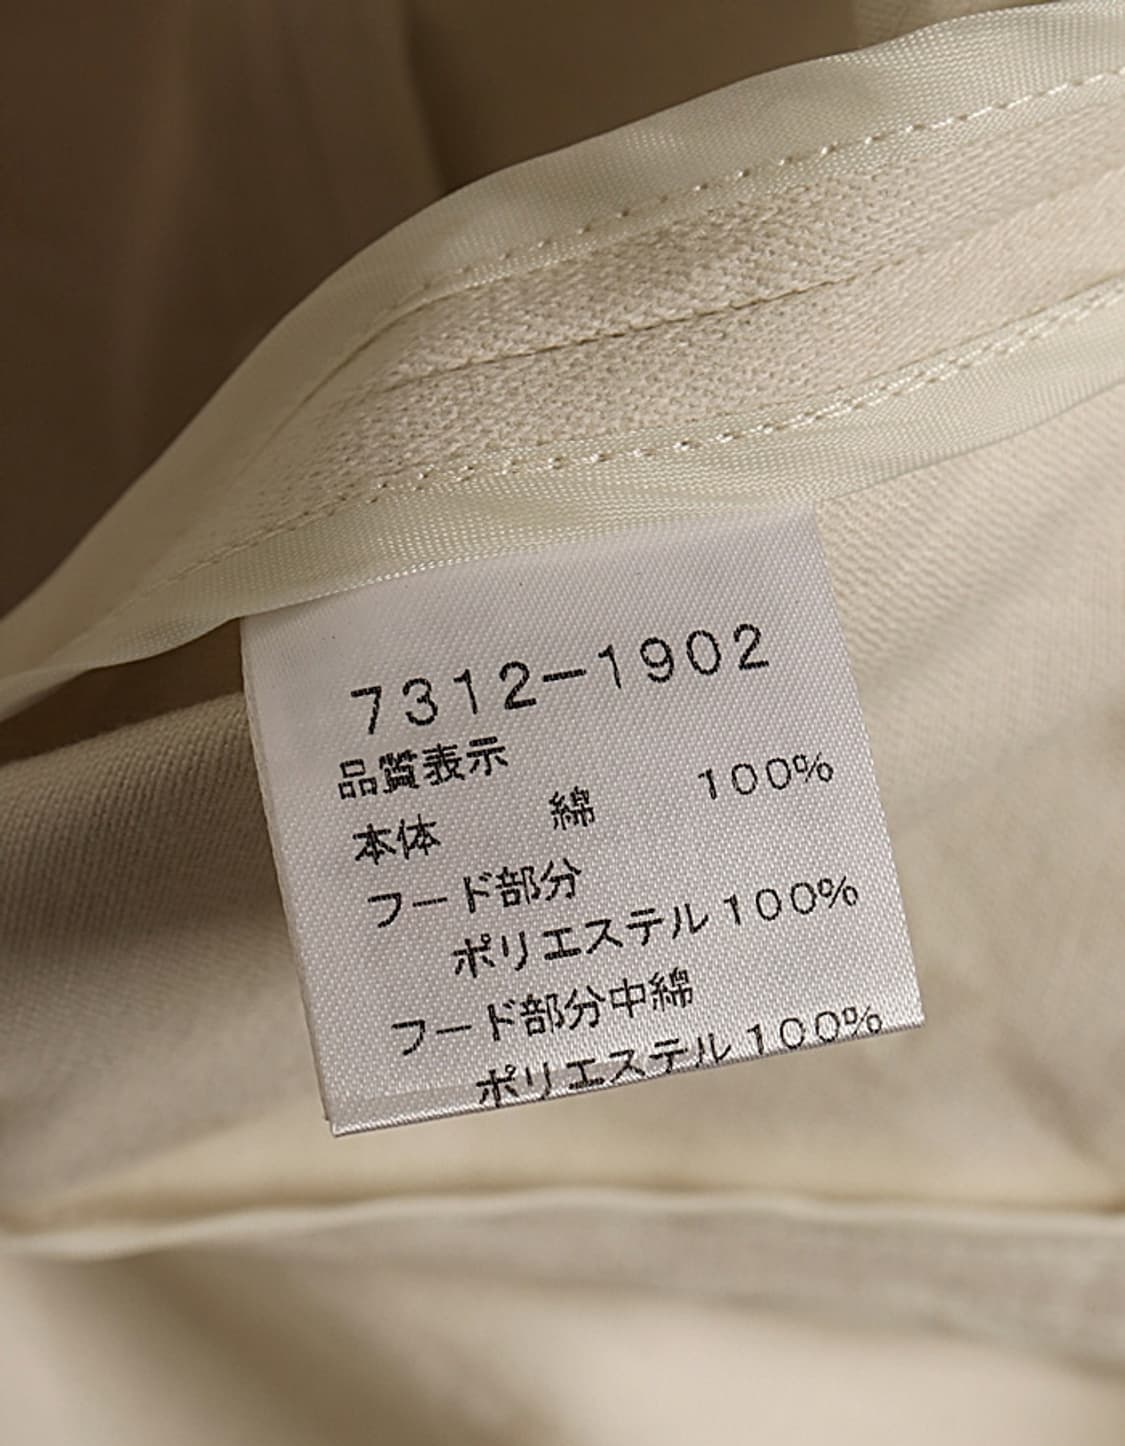 7312-1902
品質表示
本体 綿 100%
フード部分
ポリエステル100%
フード部分中綿
ポリエステル100%